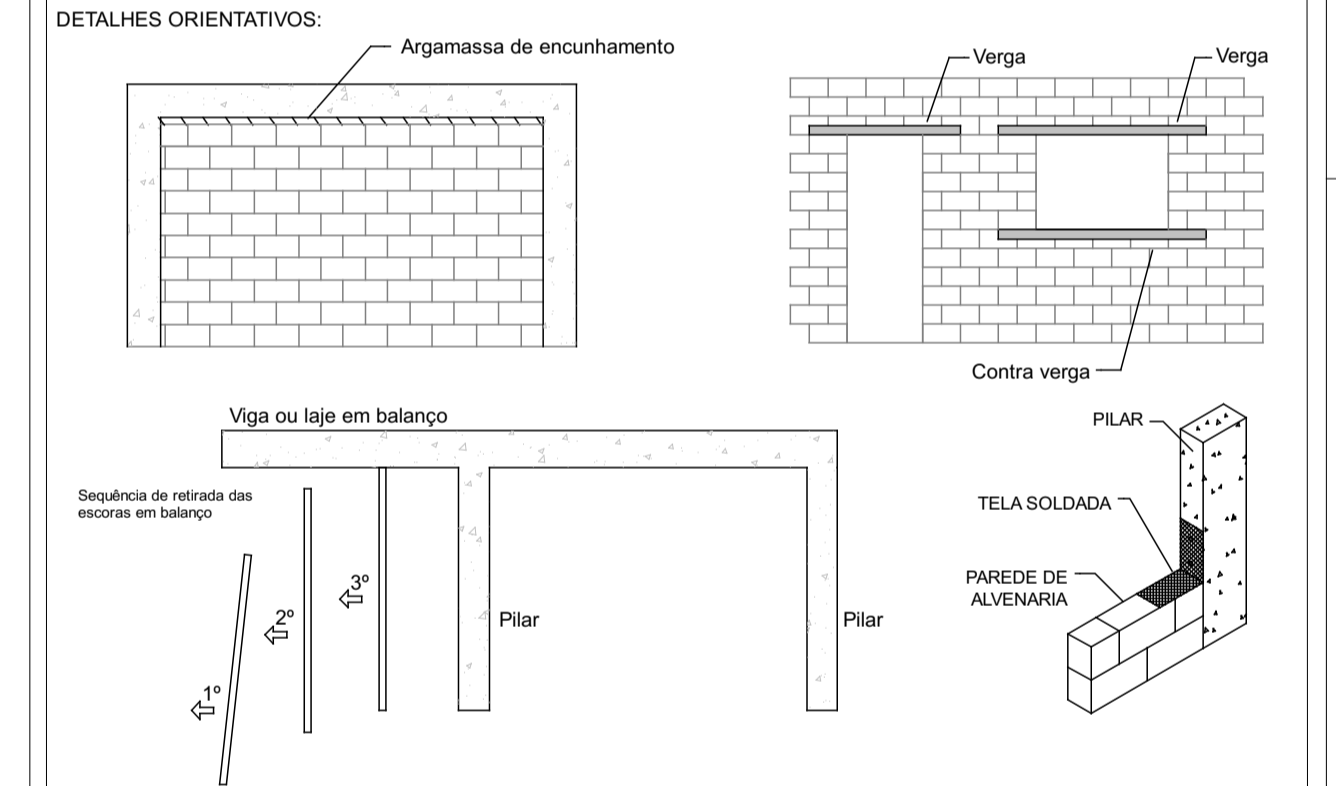 DETALHES ORIENTATIVOS:
Argamassa de encunhamento
Verga
Verga
Contra verga
Viga ou laje em balanço
Sequência de retirada das
escoras em balanço
1º
2º
3º
Pilar
Pilar
PILAR
TELA SOLDADA
PAREDE DE
ALVENARIA